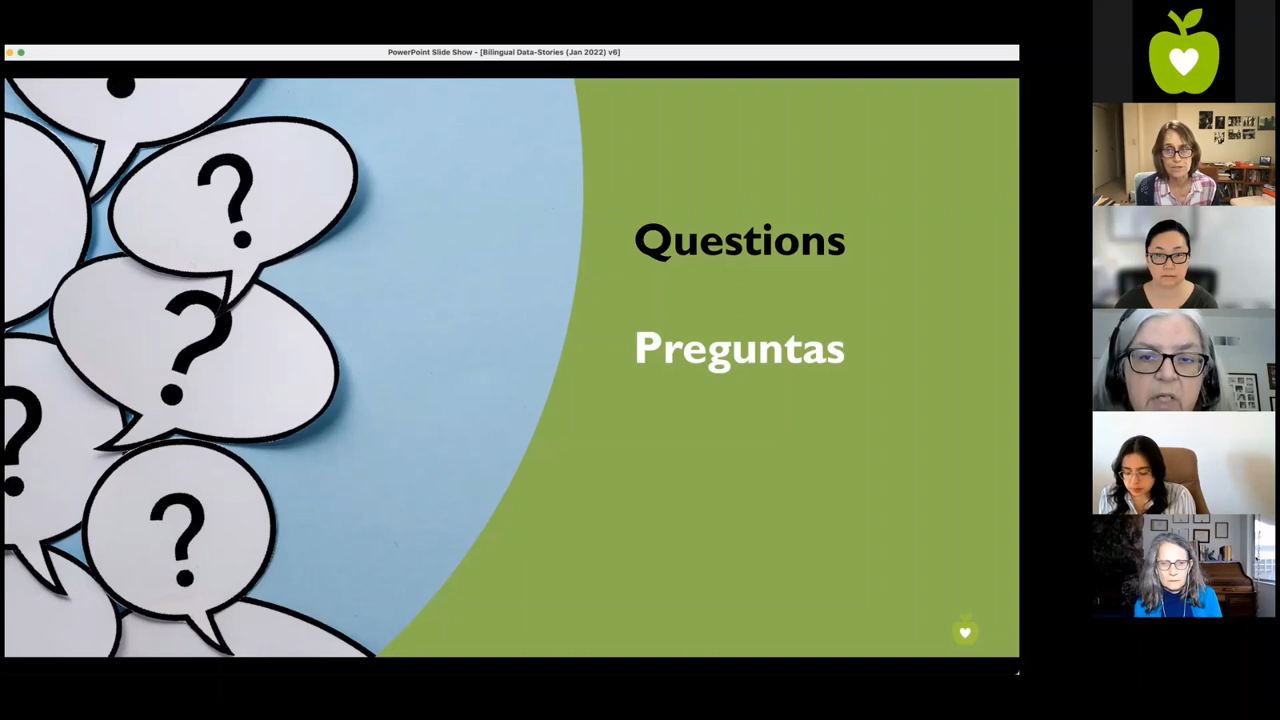 PowerPoint Slide Show - [Bilingual Data-Stories (Jan 2022) v6]
?
?
?
?
Questions
Preguntas